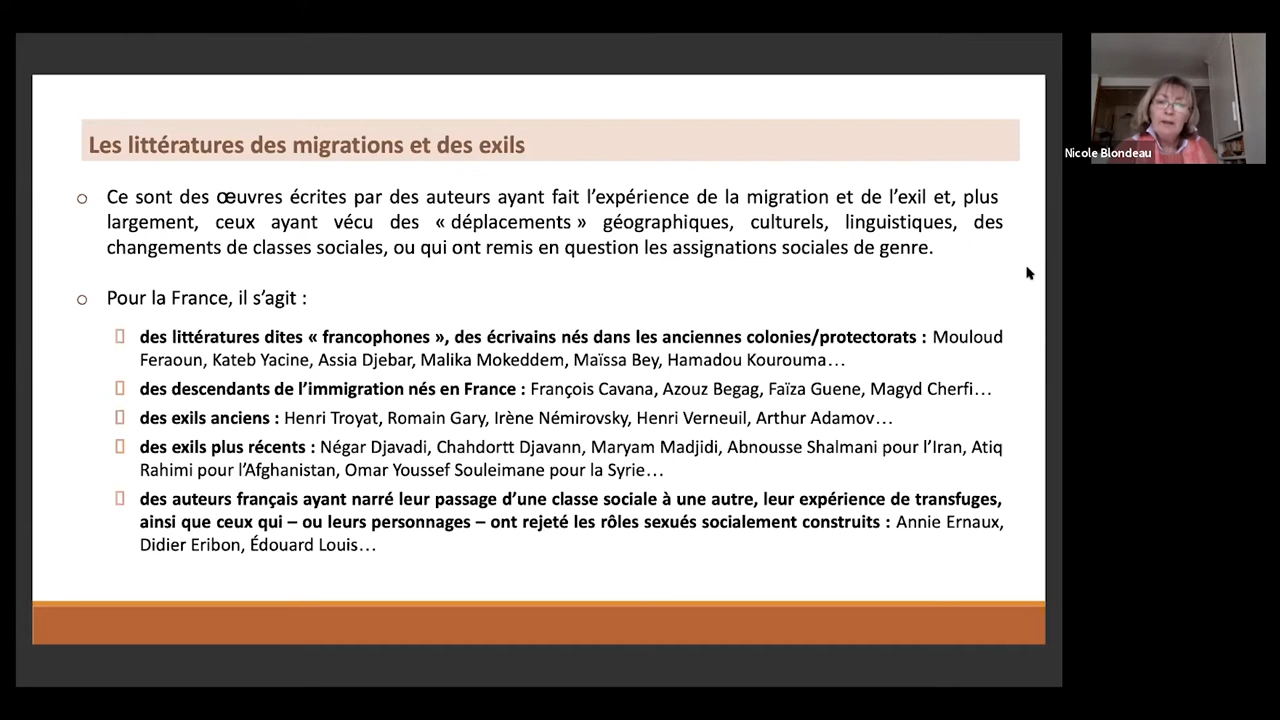 Les littératures des migrations et des exils
Nicole Blondeau
o Ce sont des œuvres écrites par des auteurs ayant fait l’expérience de la migration et de l’exil et, plus
largement, ceux ayant vécu des « déplacements » géographiques, culturels, linguistiques, des
changements de classes sociales, ou qui ont remis en question les assignations sociales de genre.
o Pour la France, il s’agit :
des littératures dites « francophones », des écrivains nés dans les anciennes colonies/protectorats : Mouloud
Feraoun, Kateb Yacine, Assia Djebar, Malika Mokeddem, Maïssa Bey, Hamadou Kourouma…
des descendants de l’immigration nés en France : François Cavana, Azouz Begag, Faïza Guene, Magyd Cherfi…
des exils anciens : Henri Troyat, Romain Gary, Irène Némirovsky, Henri Verneuil, Arthur Adamov…
des exils plus récents : Négar Djavadi, Chahdortt Djavann, Maryam Madjidi, Abnousse Shalmani pour l’Iran, Atiq
Rahimi pour l’Afghanistan, Omar Youssef Souleimane pour la Syrie…
des auteurs français ayant narré leur passage d’une classe sociale à une autre, leur expérience de transfuges,
ainsi que ceux qui – ou leurs personnages – ont rejeté les rôles sexués socialement construits : Annie Ernaux,
Didier Eribon, Édouard Louis…